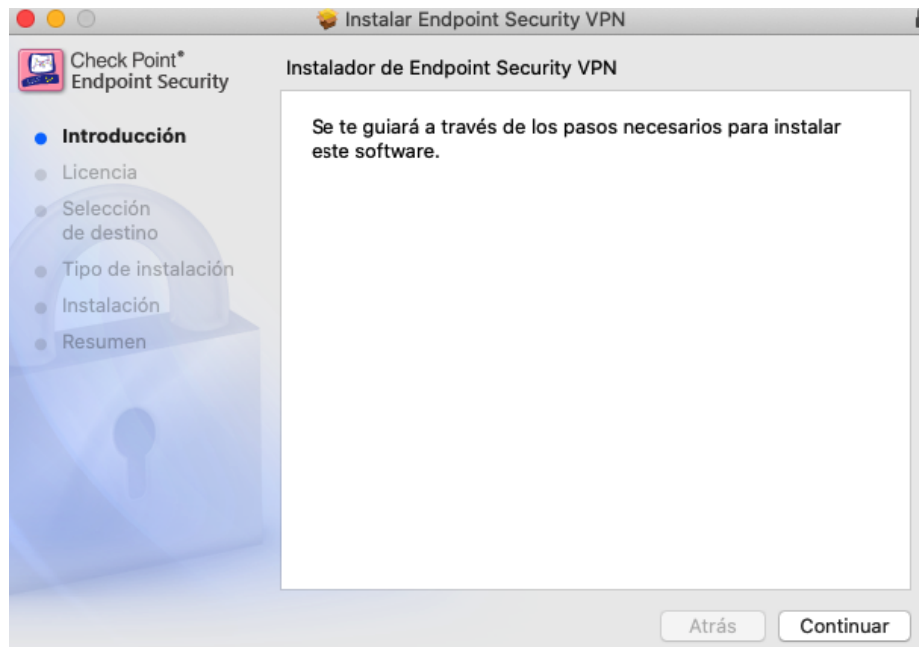 Instalar Endpoint Security VPN
Check Point®
Endpoint Security
Instalador de Endpoint Security VPN
Introducción
Licencia
Selección
de destino
Tipo de instalación
Instalación
Resumen
Se te guiará a través de los pasos necesarios para instalar
este software.
Atrás
Continuar